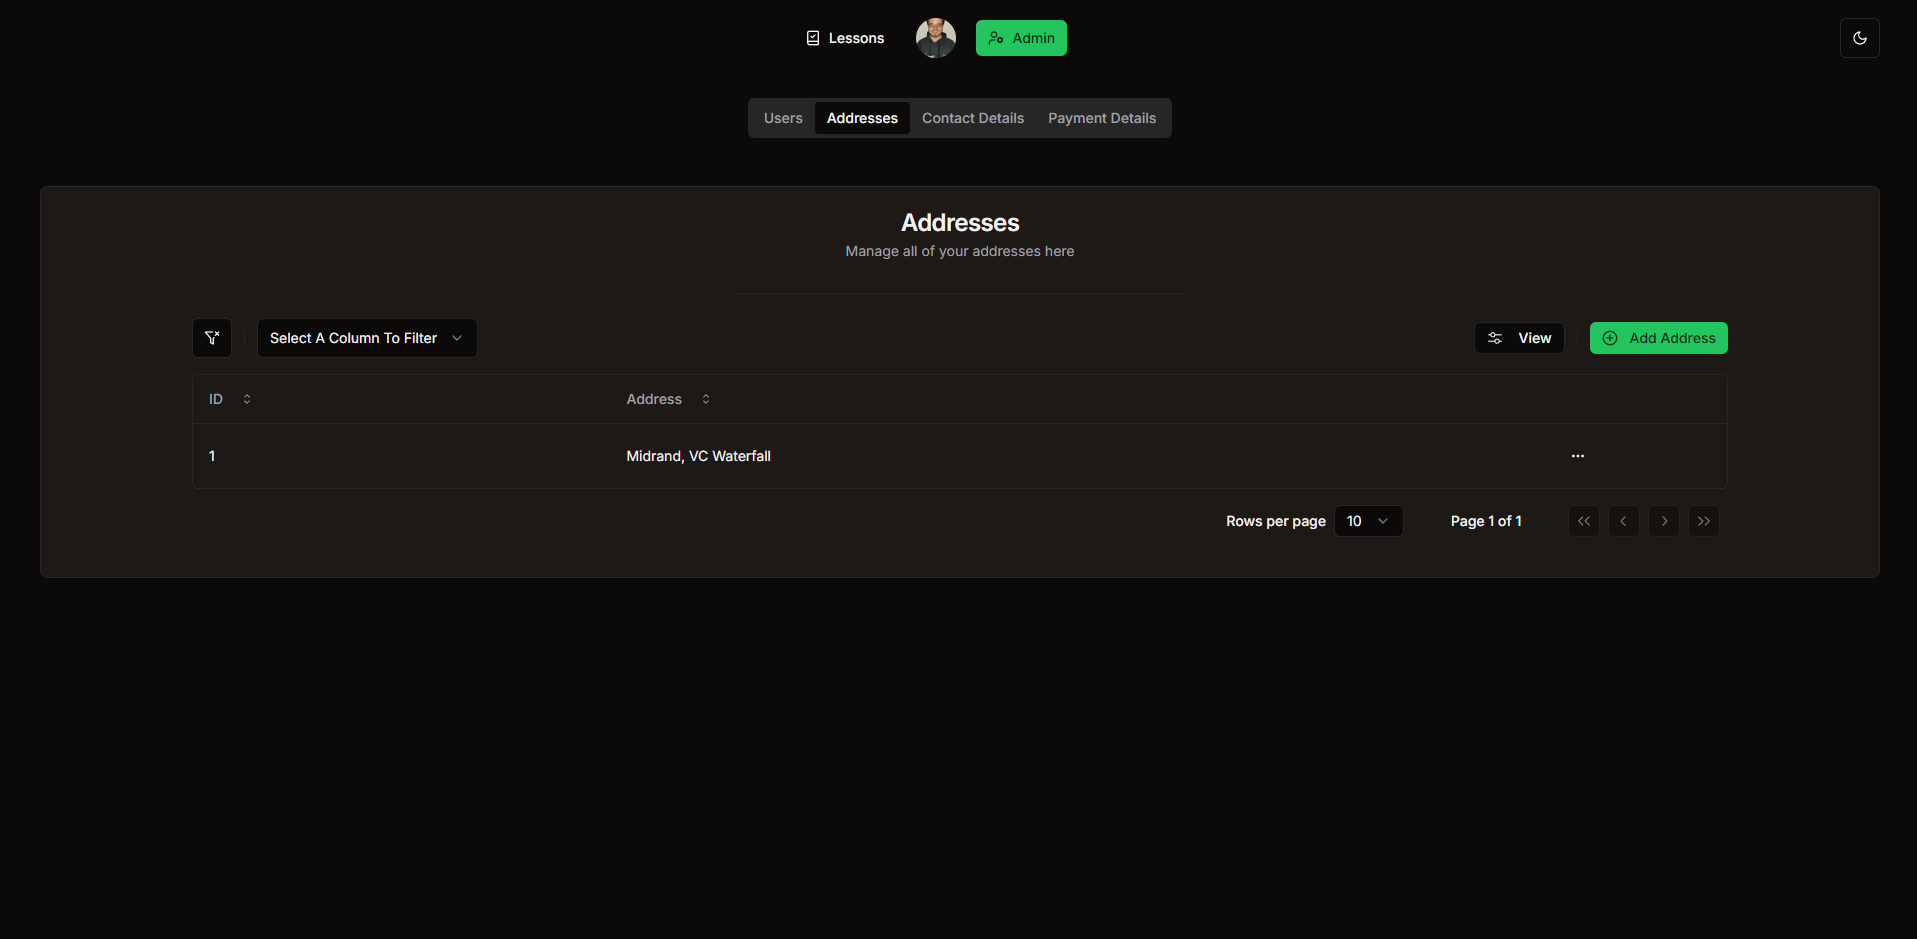 Lessons
Admin
Users Addresses Contact Details Payment Details
Addresses
Manage all of your addresses here
Select A Column To Filter
View
Add Address
ID Address
1 Midrand, VC Waterfall
Rows per page 10 Page 1 of 1